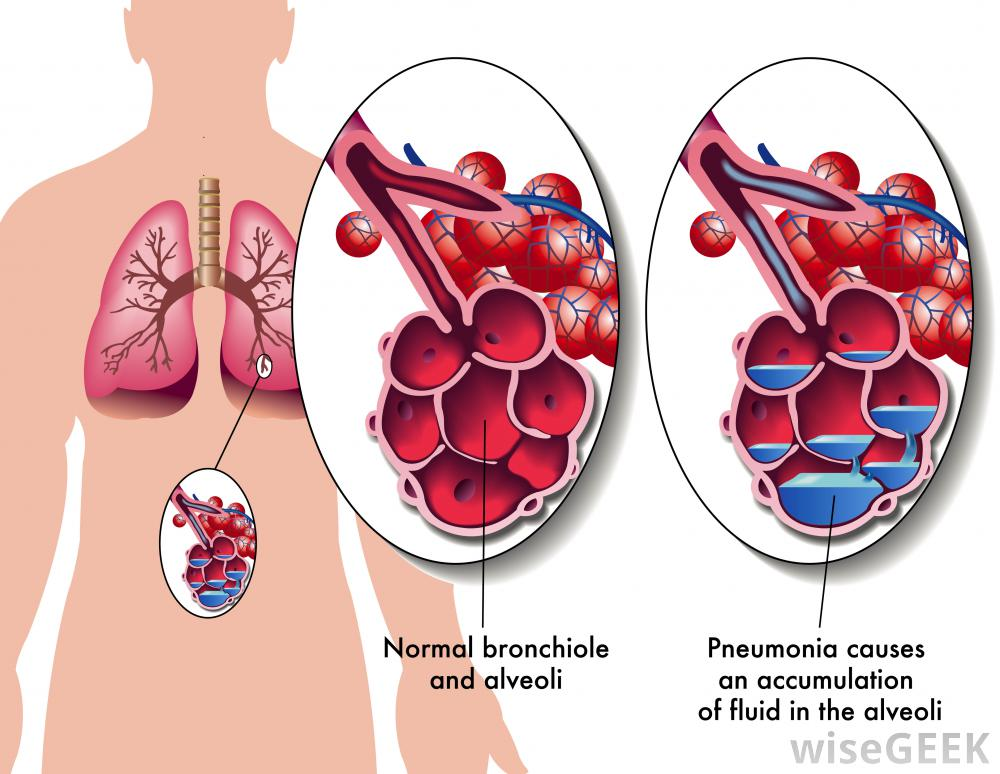 Normal bronchiole
and alveoli
Pneumonia causes
an accumulation
of fluid in the alveoli
wiseGEEK